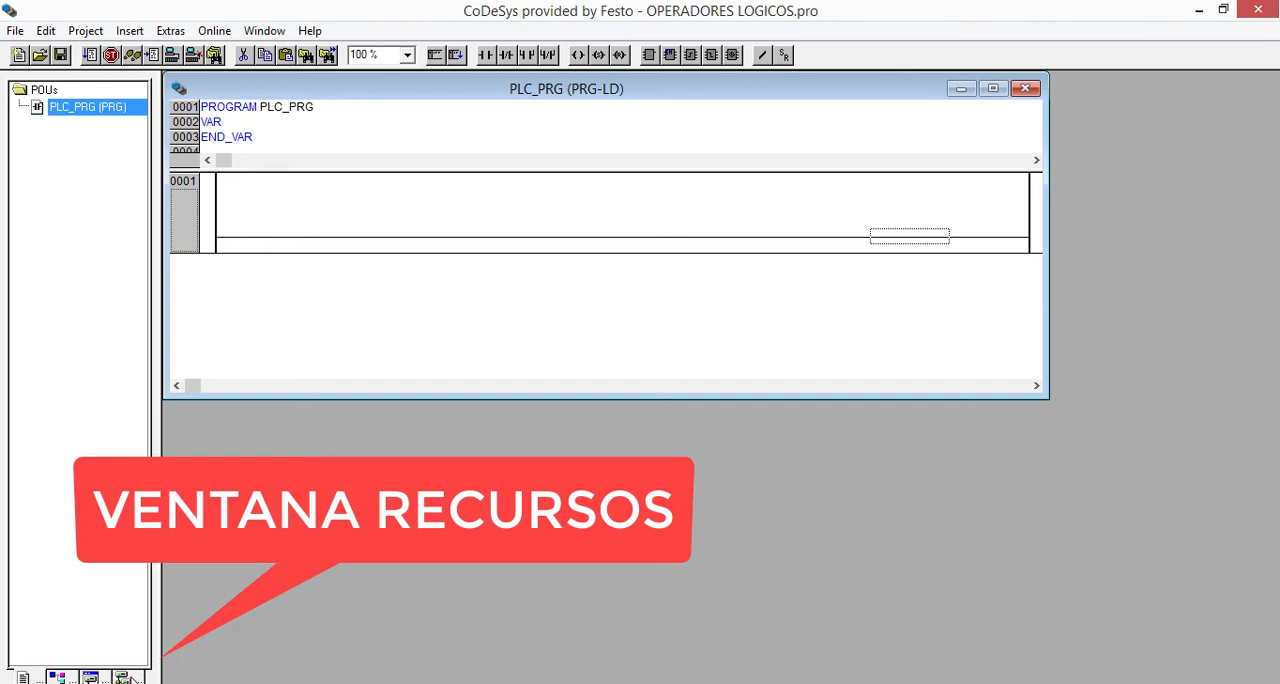 CoDeSys provided by Festo - OPERADORES LOGICOS.pro
File Edit Project Insert Extras Online Window Help
100 %
POUs
PLC_PRG (PRG)
PLC_PRG (PRG-LD)
0001 PROGRAM PLC_PRG
0002 VAR
0003 END_VAR
0004
0001
VENTANA RECURSOS